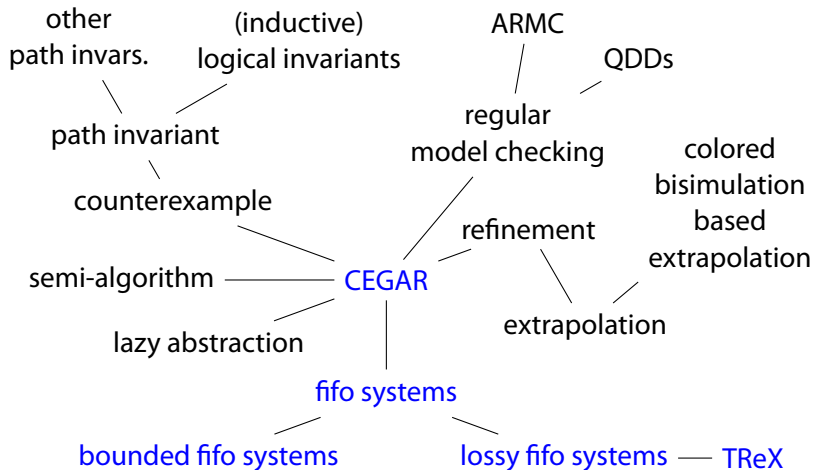 other
path invars.
(inductive)
logical invariants
ARMC
QDDs
path invariant
regular
model checking
colored
bisimulation
based
extrapolation
counterexample
refinement
semi-algorithm
CEGAR
extrapolation
lazy abstraction
fifo systems
bounded fifo systems
lossy fifo systems
TReX